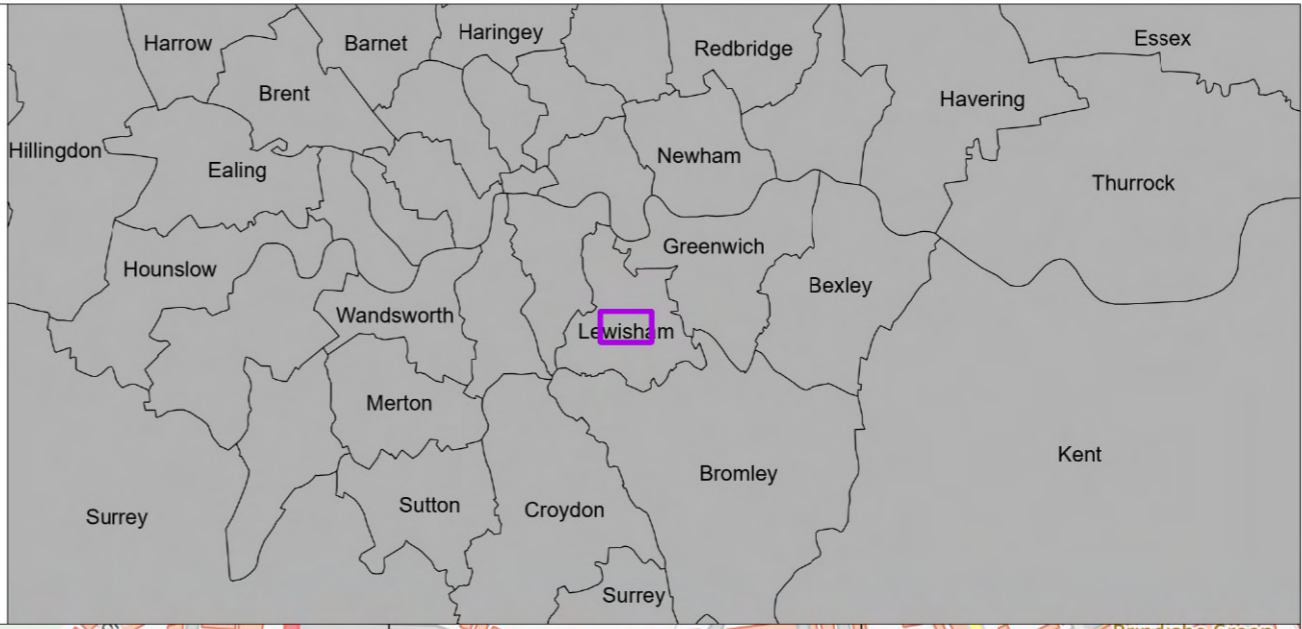 Harrow
Barnet
Haringey
Redbridge
Essex
Brent
Havering
Hillingdon
Ealing
Newham
Thurrock
Greenwich
Hounslow
Bexley
Wandsworth
Lewisham
Merton
Kent
Bromley
Sutton
Croydon
Surrey
Surrey